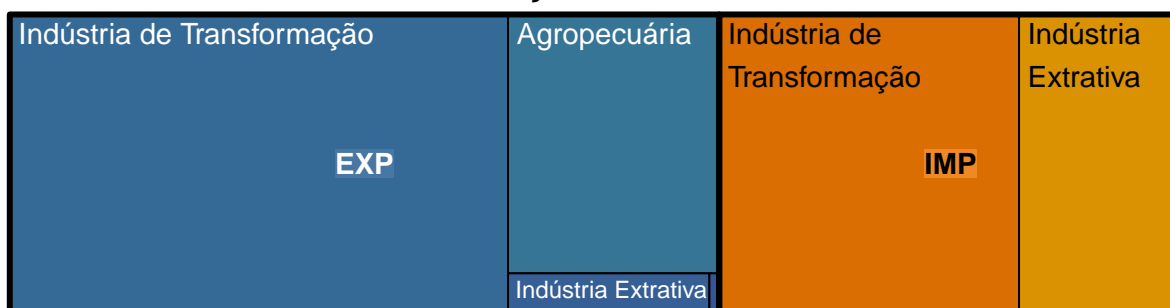 Indústria de Transformação
Agropecuária
Indústria de
Transformação
Indústria
Extrativa
EXP
IMP
Indústria Extrativa